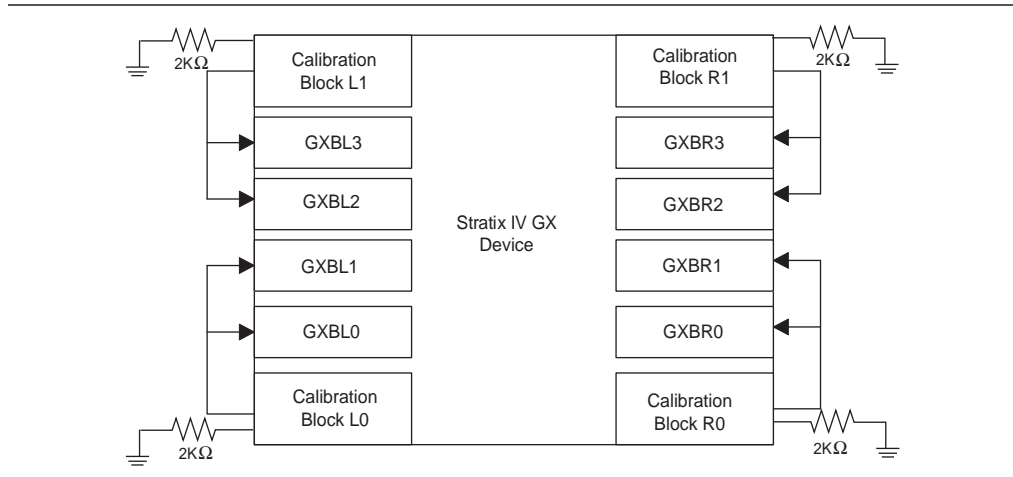 2KΩ
Calibration
Block L1
Calibration
Block R1
2KΩ
GXBL3
GXBR3
GXBL2
GXBR2
Stratix IV GX
Device
GXBL1
GXBR1
GXBL0
GXBR0
Calibration
Block L0
Calibration
Block R0
2KΩ
2KΩ